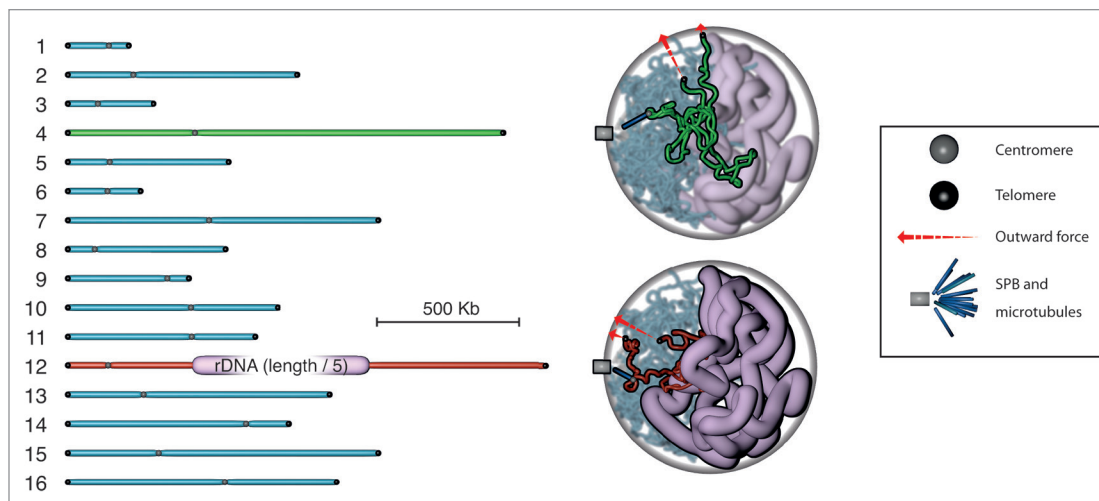 1
2
3
4
5
6
7
8
9
10
11
12
13
14
15
16
500 Kb
rDNA (length / 5)
Centromere
Telomere
Outward force
SPB and
microtubules